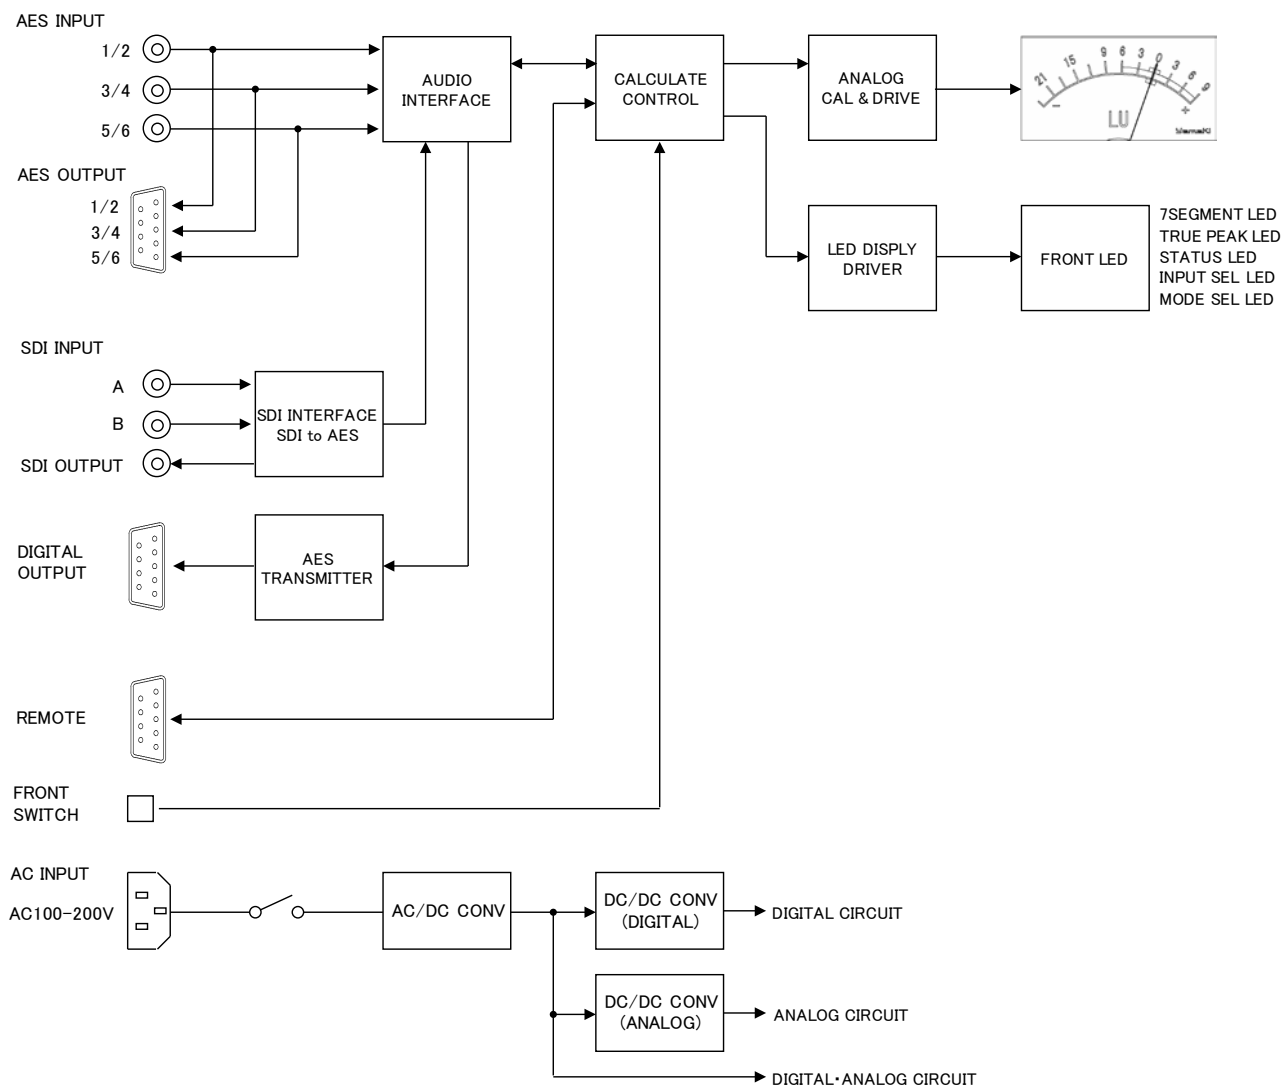 AES INPUT
1/2
3/4
5/6
AUDIO
INTERFACE
CALCULATE
CONTROL
ANALOG
CAL & DRIVE
21 15 9 6 3 0 3 6 9
− +
LU
AES OUTPUT
1/2
3/4
5/6
LED DISPLY
DRIVER
FRONT LED
7SEGMENT LED
TRUE PEAK LED
STATUS LED
INPUT SEL LED
MODE SEL LED
SDI INPUT
A
B
SDI OUTPUT
SDI INTERFACE
SDI to AES
DIGITAL
OUTPUT
AES
TRANSMITTER
REMOTE
FRONT
SWITCH
AC INPUT
AC100-200V
AC/DC CONV
DC/DC CONV
(DIGITAL)
DIGITAL CIRCUIT
DC/DC CONV
(ANALOG)
ANALOG CIRCUIT
DIGITAL・ANALOG CIRCUIT